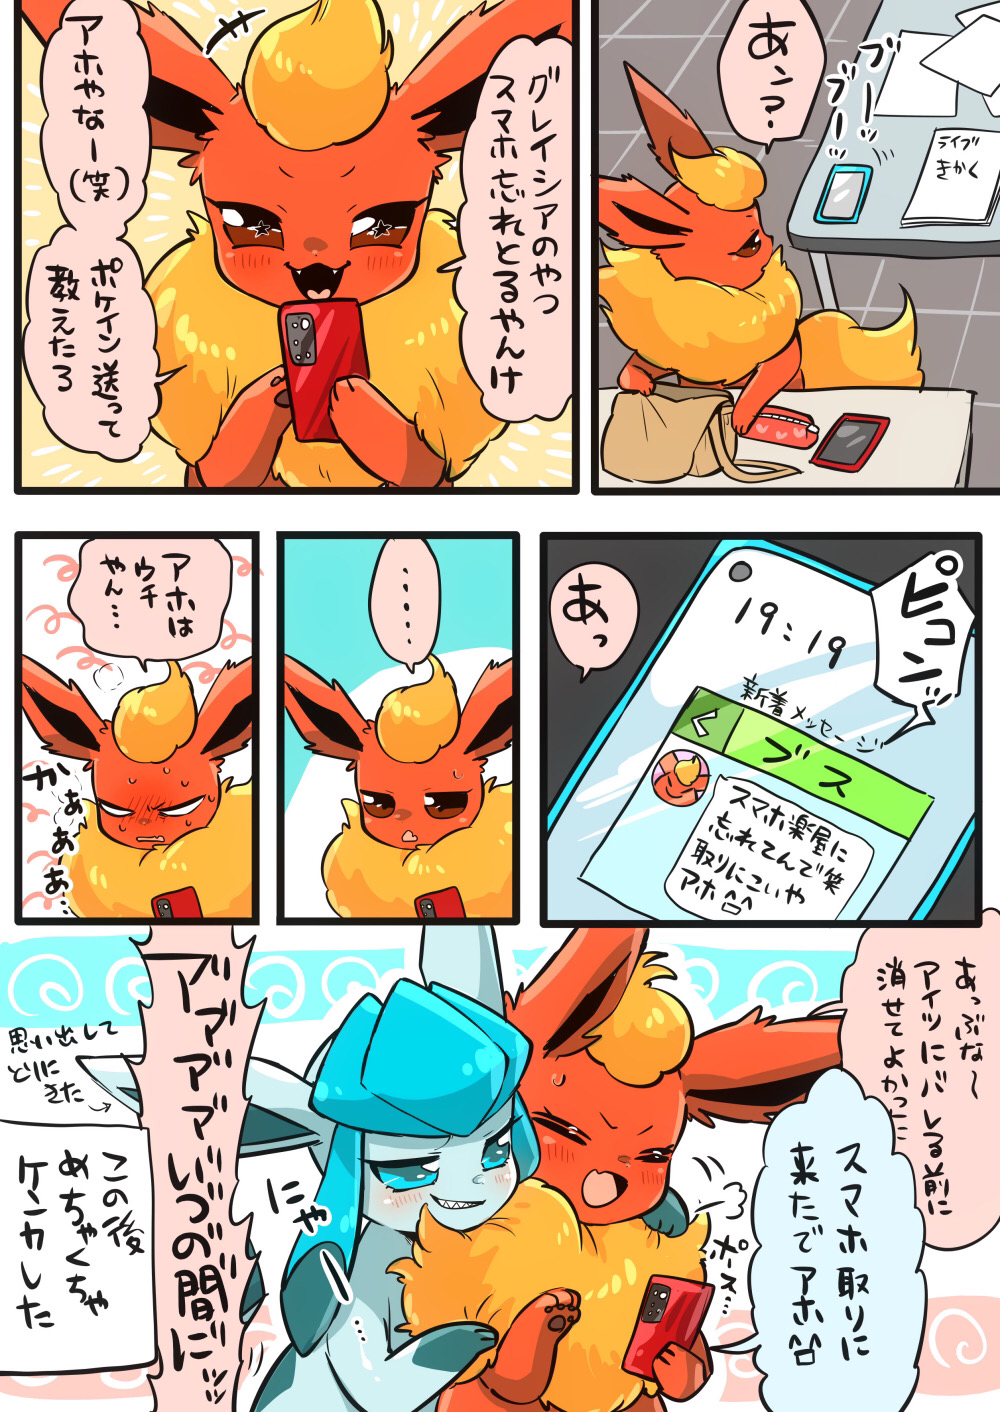 あン？
ブーッ
ブブー
ライブ
きかく
グレイシアのやつ
スマホ忘れとるやんけ
アホやなー(笑)
ポケイン送って
教えたろ
ピコンッ
あっ
19:19
新着メッセージ
く
ブス
スマホ楽屋に
忘れてんで笑
取りにこいや
アホ^□^
・・・・・
アホは
ウチ
やん…
かぁぁぁ…
あっぶな〜
アイツにバレる前に
消せてよかっ
スマホ取りに
来たでアホ^□^
ポース…
にゃ
ア゛ア゛ア゛ア゛いつの間にッッ
思い出して
とりに
きた
この後
めちゃくちゃ
ケンカした